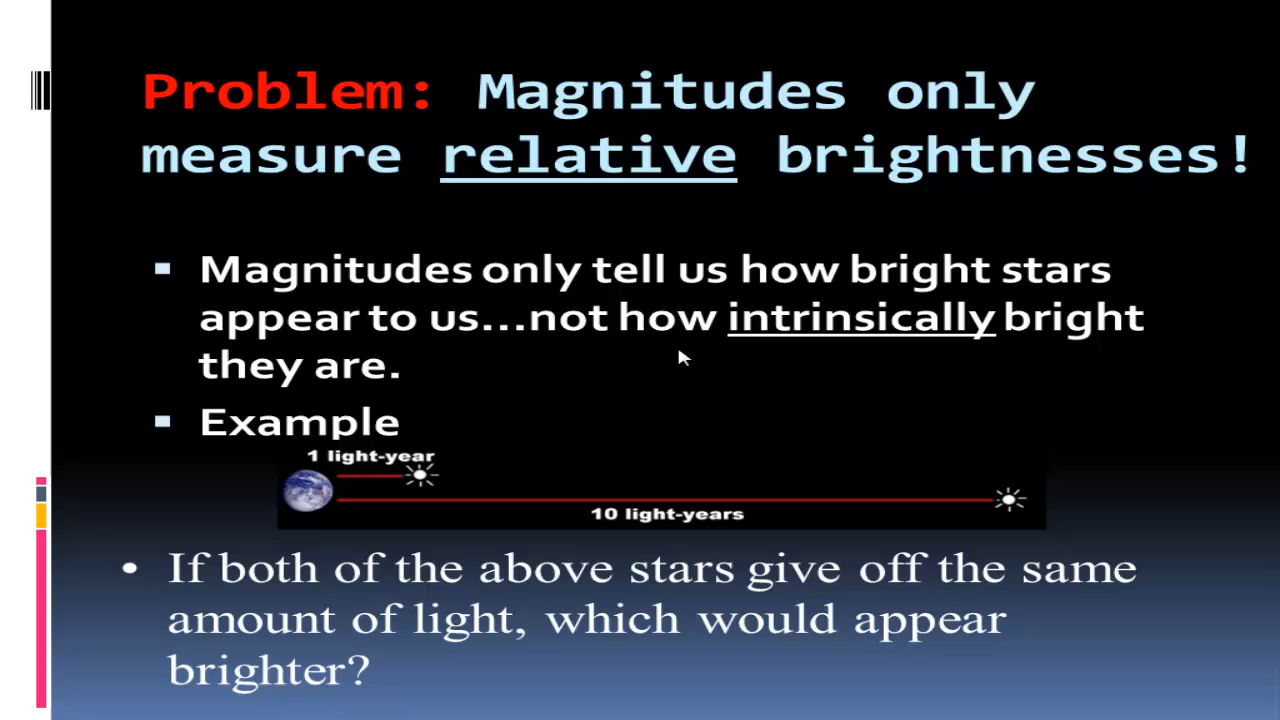 Problem: Magnitudes only
measure relative brightnesses!
▪ Magnitudes only tell us how bright stars
appear to us...not how intrinsically bright
they are.
▪ Example
1 light-year
10 light-years
• If both of the above stars give off the same
amount of light, which would appear
brighter?